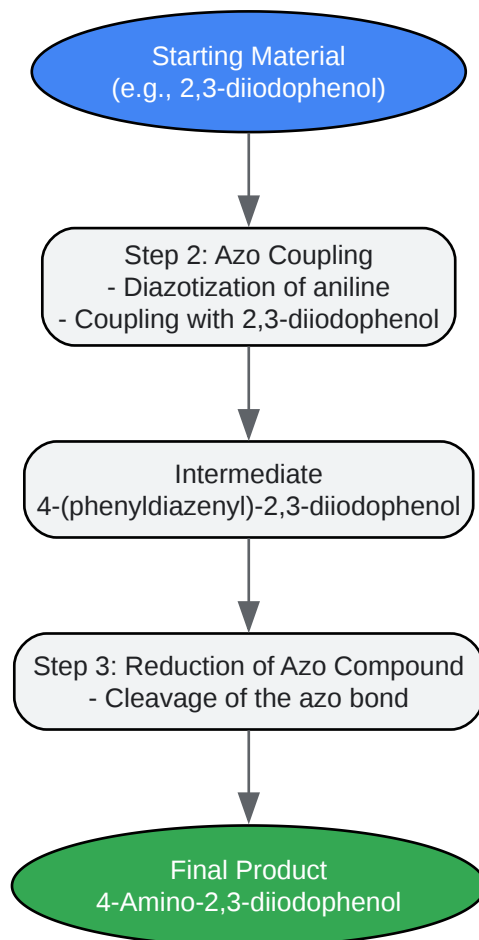 Starting Material
(e.g., 2,3-diiodophenol)
Step 2: Azo Coupling
- Diazotization of aniline
- Coupling with 2,3-diiodophenol
Intermediate
4-(phenyldiazenyl)-2,3-diiodophenol
Step 3: Reduction of Azo Compound
- Cleavage of the azo bond
Final Product
4-Amino-2,3-diiodophenol